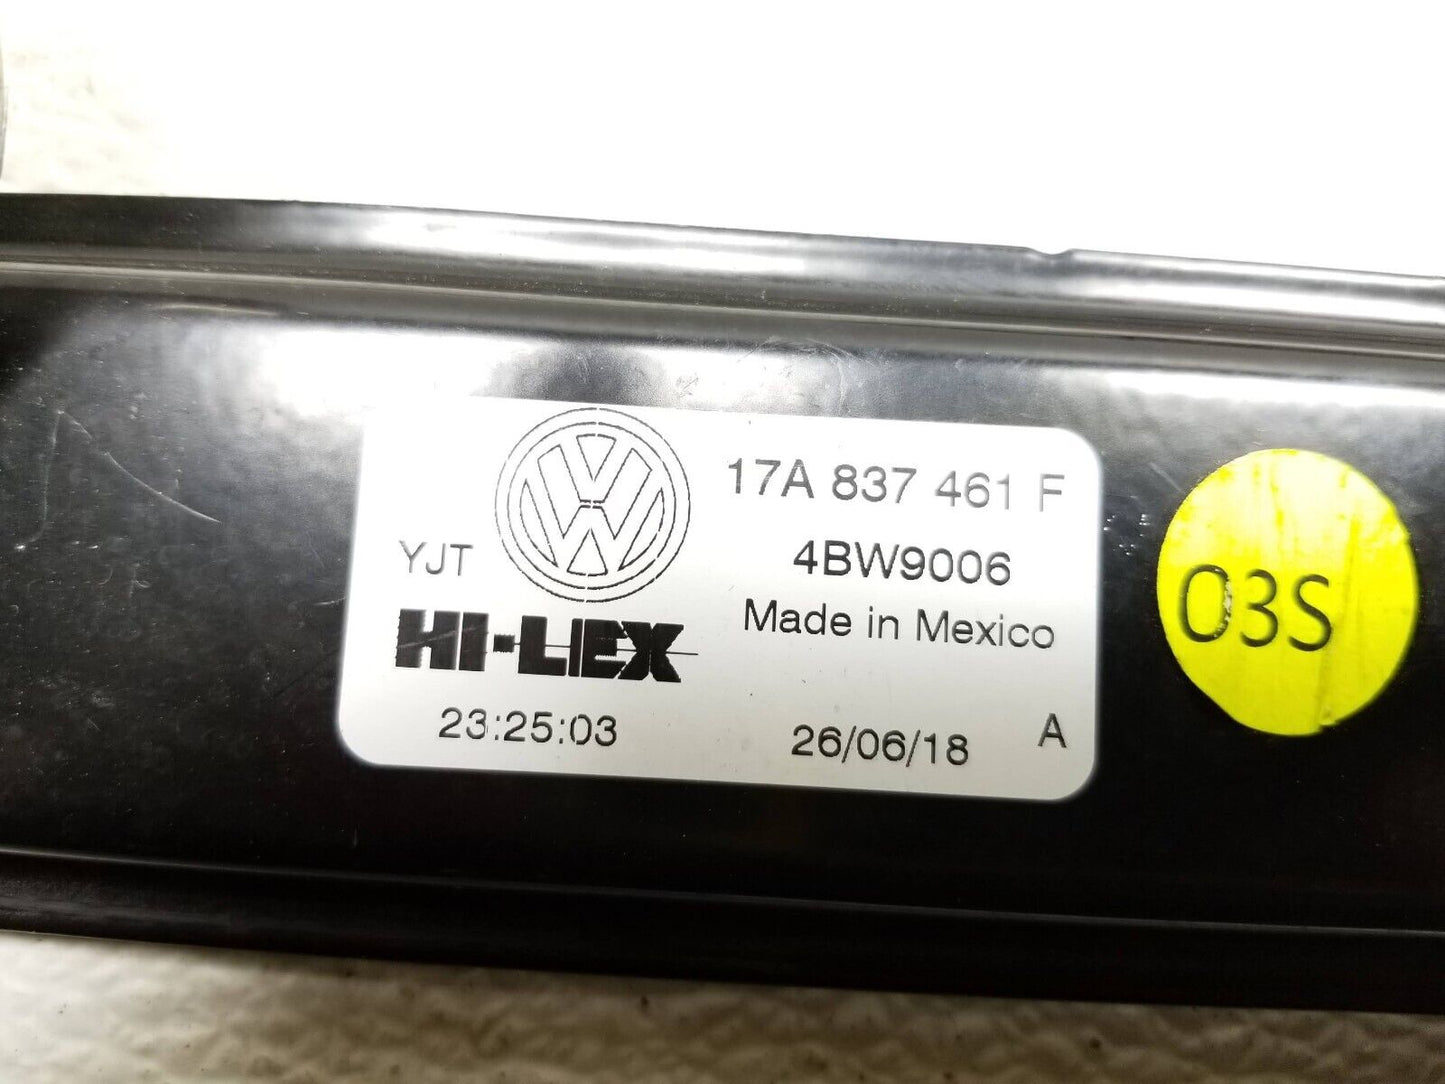 17A 837 461 F
YJT
4BW9006
Made in Mexico
HI-LEX
23:25:03
26/06/18
A
03S